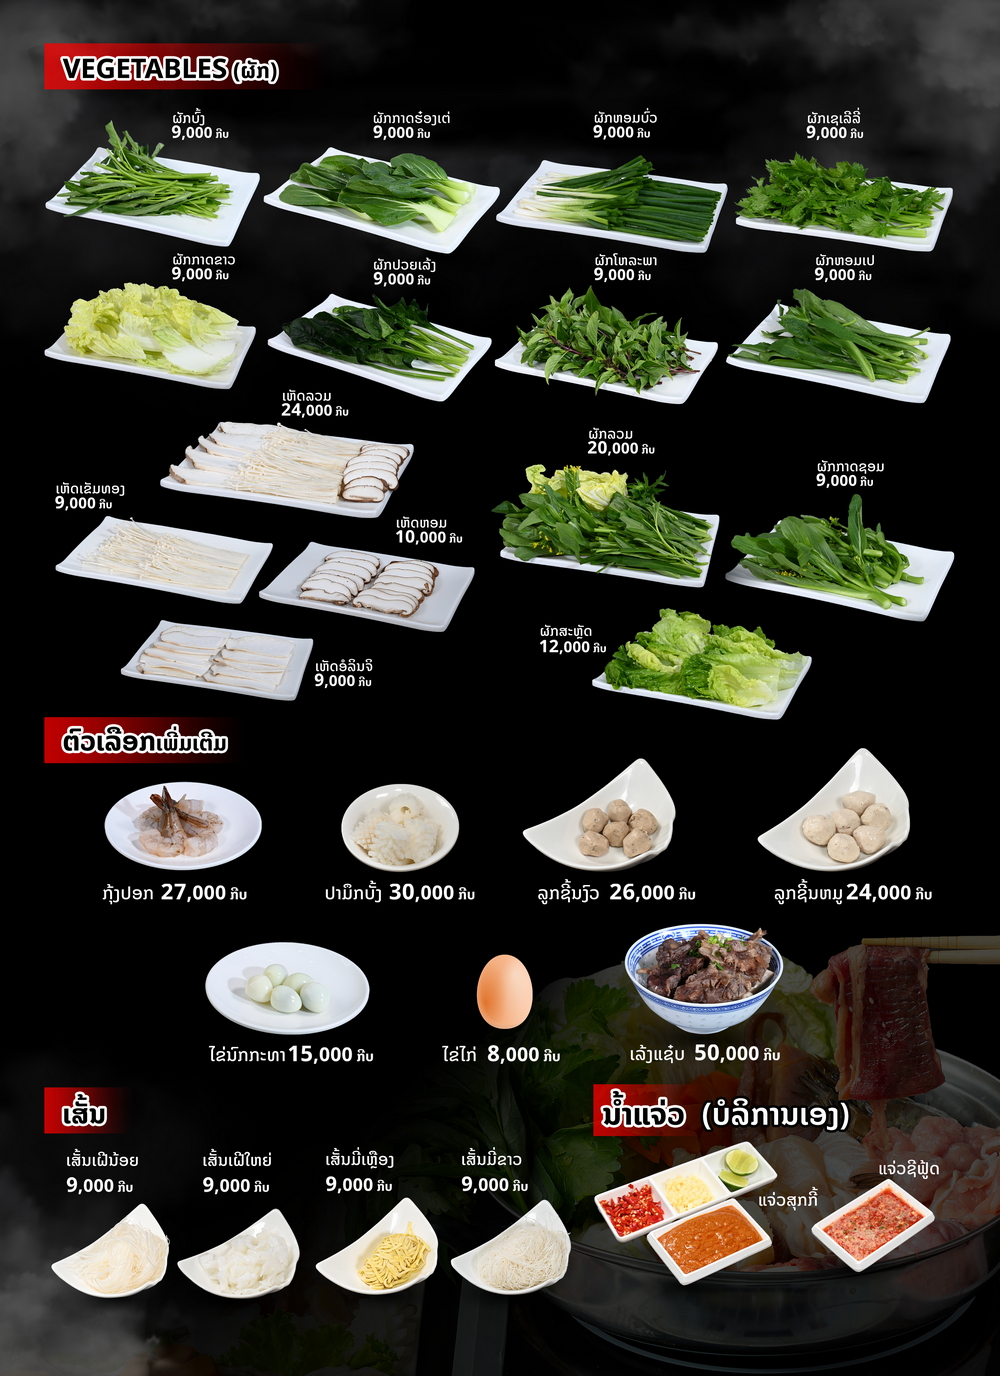 VEGETABLES (ຜັກ)
ຜັກບົ້ງ
9,000 ກີບ
ຜັກກາດຮ້ອງເຕ່
9,000 ກີບ
ຜັກຫອມບົ່ວ
9,000 ກີບ
ຜັກເຊເລີລີ່
9,000 ກີບ
ຜັກກາດຂາວ
9,000 ກີບ
ຜັກປວຍເລ້ງ
9,000 ກີບ
ຜັກໂຫລະພາ
9,000 ກີບ
ຜັກຫອມເປ
9,000 ກີບ
ເຫັດລວມ
24,000 ກີບ
ຜັກລວມ
20,000 ກີບ
ຜັກກາດຊອມ
9,000 ກີບ
ເຫັດເຂັມທອງ
9,000 ກີບ
ເຫັດຫອມ
10,000 ກີບ
ຜັກສະຫຼັດ
12,000 ກີບ
ເຫັດອໍລິນຈິ
9,000 ກີບ
ຕົວເລືອກເພີ່ມເຕີມ
ກຸ້ງປອກ 27,000 ກີບ
ປາມຶກບັ້ງ 30,000 ກີບ
ລູກຊີ້ນງົວ 26,000 ກີບ
ລູກຊີ້ນຫມູ 24,000 ກີບ
ໄຂ່ນົກກະທາ 15,000 ກີບ
ໄຂ່ໄກ່ 8,000 ກີບ
ເລ້ງແຊ໋ບ 50,000 ກີບ
ເສັ້ນ
ນ້ຳແຈ່ວ (ບໍລິການເອງ)
ເສັ້ນເຝີນ້ອຍ
9,000 ກີບ
ເສັ້ນເຝີໃຫຍ່
9,000 ກີບ
ເສັ້ນມີ່ເຫຼືອງ
9,000 ກີບ
ເສັ້ນມີ່ຂາວ
9,000 ກີບ
ແຈ່ວສຸກກີ້
ແຈ່ວຊີຟູ້ດ